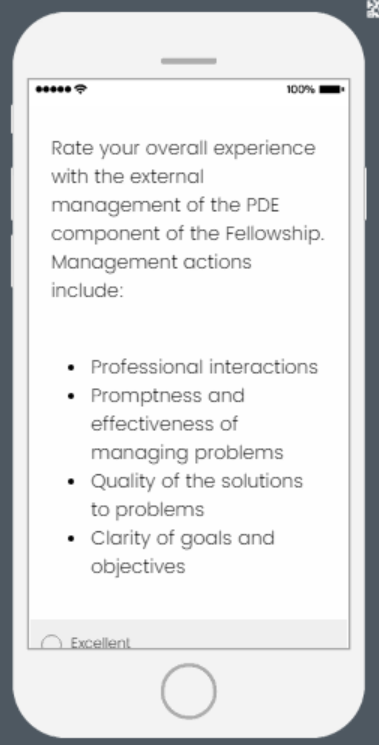 100%
Rate your overall experience
with the external
management of the PDE
component of the Fellowship.
Management actions
include:
• Professional interactions
• Promptness and
effectiveness of
managing problems
• Quality of the solutions
to problems
• Clarity of goals and
objectives
Excellent